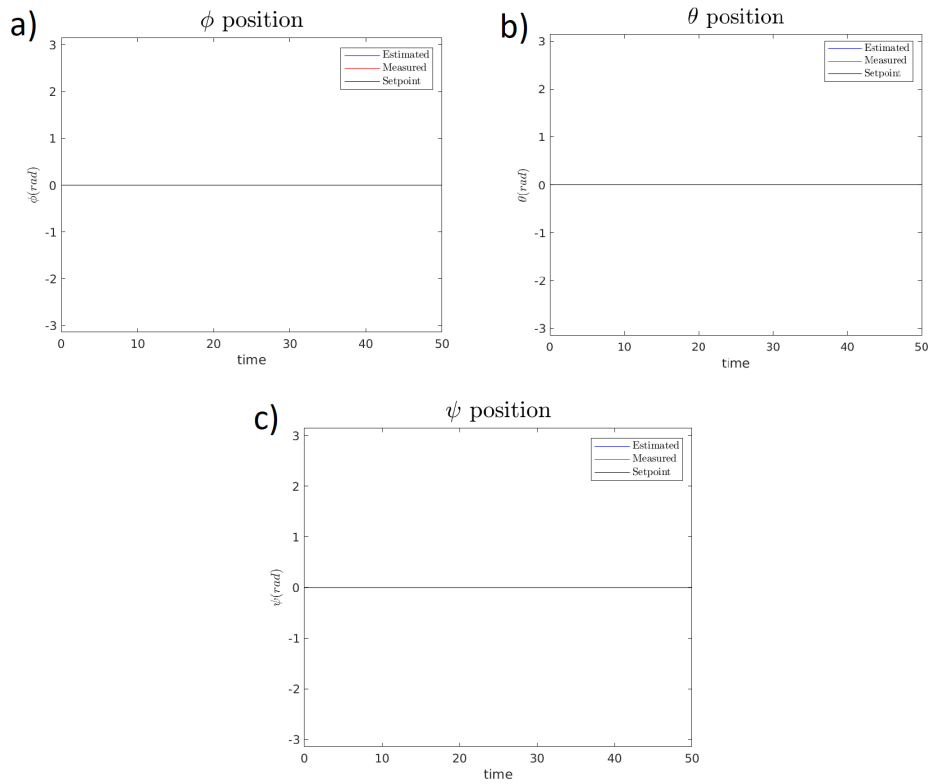 a)
ϕ position
3
2
1
0
-1
-2
-3
ϕ(rad)
0 10 20 30 40 50
time
Estimated
Measured
Setpoint
b)
θ position
3
2
1
0
-1
-2
-3
θ(rad)
0 10 20 30 40 50
time
Estimated
Measured
Setpoint
c)
ψ position
3
2
1
0
-1
-2
-3
ψ(rad)
0 10 20 30 40 50
time
Estimated
Measured
Setpoint